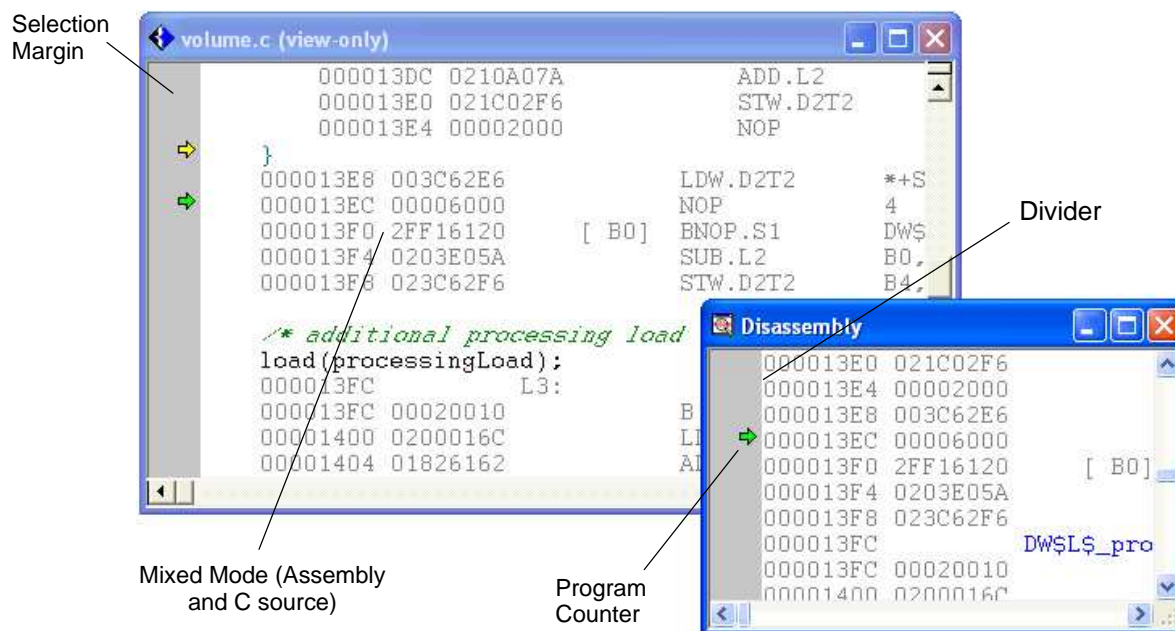 Selection
Margin
volume.c (view-only)
000013DC 0210A07A ADD.L2
000013E0 021C02F6 STW.D2T2
000013E4 00002000 NOP
}
000013E8 003C62E6 LDW.D2T2 *+S
000013EC 00006000 NOP 4
000013F0 2FF16120 [ B0] BNOP.S1 DW$
000013F4 0203E05A SUB.L2 B0,
000013F8 023C62F6 STW.D2T2 B4,
/* additional processing load
load(processingLoad);
000013FC L3:
000013FC 00020010 B
00001400 0200016C
00001404 01826162
Divider
Disassembly
000013E0 021C02F6
000013E4 00002000
000013E8 003C62E6
000013EC 00006000
000013F0 2FF16120 [ B0]
000013F4 0203E05A
000013F8 023C62F6
000013FC DW$L$_pro
000013FC 00020010
00001400 0200016C
Mixed Mode (Assembly
and C source)
Program
Counter